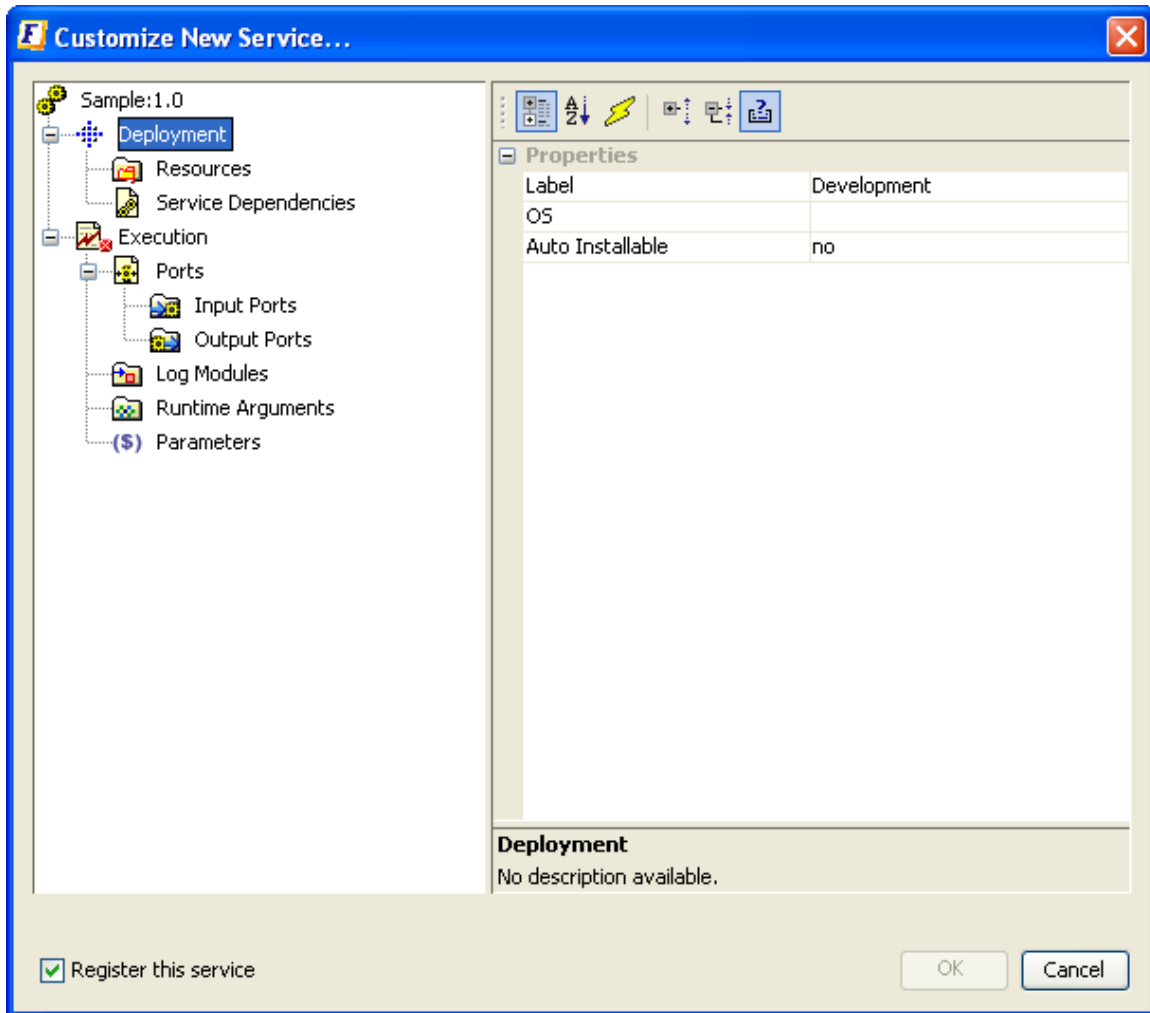 Customize New Service...
Sample:1.0
Deployment
Resources
Service Dependencies
Execution
Ports
Input Ports
Output Ports
Log Modules
Runtime Arguments
($) Parameters
Properties
Label Development
OS
Auto Installable no
Deployment
No description available.
Register this service
OK Cancel